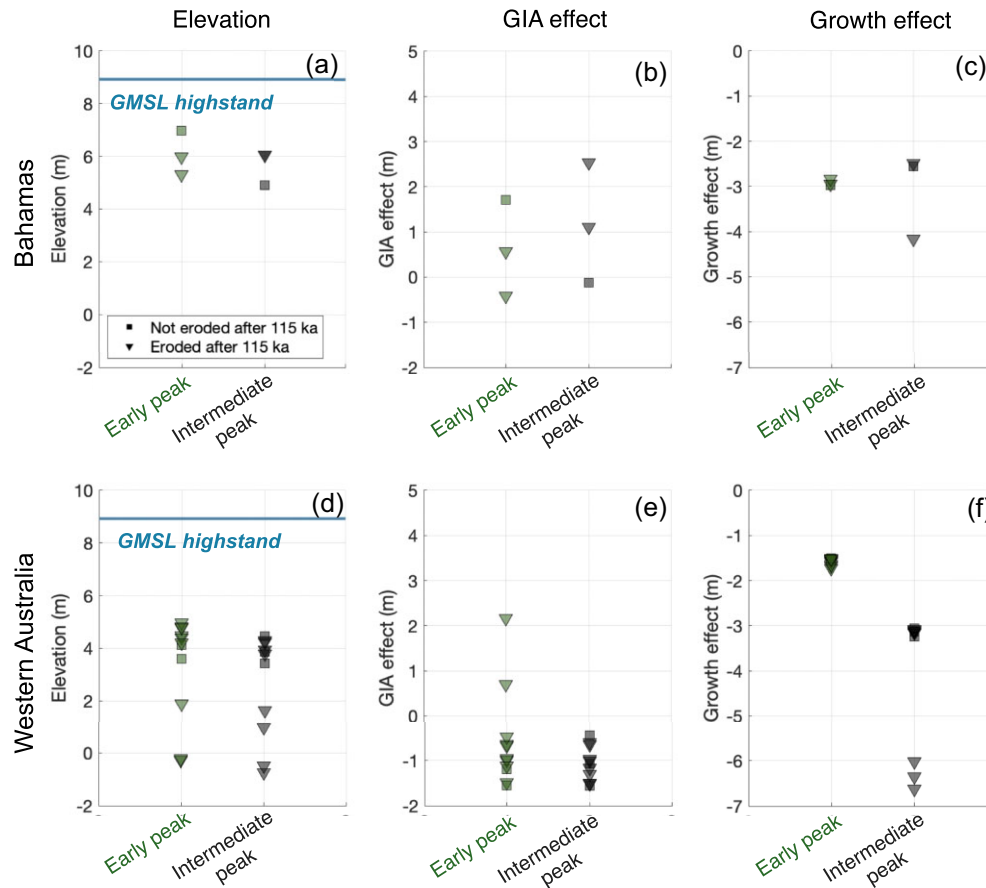 Elevation
GIA effect
Growth effect
Bahamas
(a)
GMSL highstand
Elevation (m)
10
8
6
4
2
0
-2
Not eroded after 115 ka
Eroded after 115 ka
Early peak
Intermediate
peak
(b)
GIA effect (m)
5
4
3
2
1
0
-1
-2
Early peak
Intermediate
peak
(c)
Growth effect (m)
0
-1
-2
-3
-4
-5
-6
-7
Early peak
Intermediate
peak
Western Australia
(d)
GMSL highstand
Elevation (m)
10
8
6
4
2
0
-2
Early peak
Intermediate
peak
(e)
GIA effect (m)
5
4
3
2
1
0
-1
-2
Early peak
Intermediate
peak
(f)
Growth effect (m)
0
-1
-2
-3
-4
-5
-6
-7
Early peak
Intermediate
peak